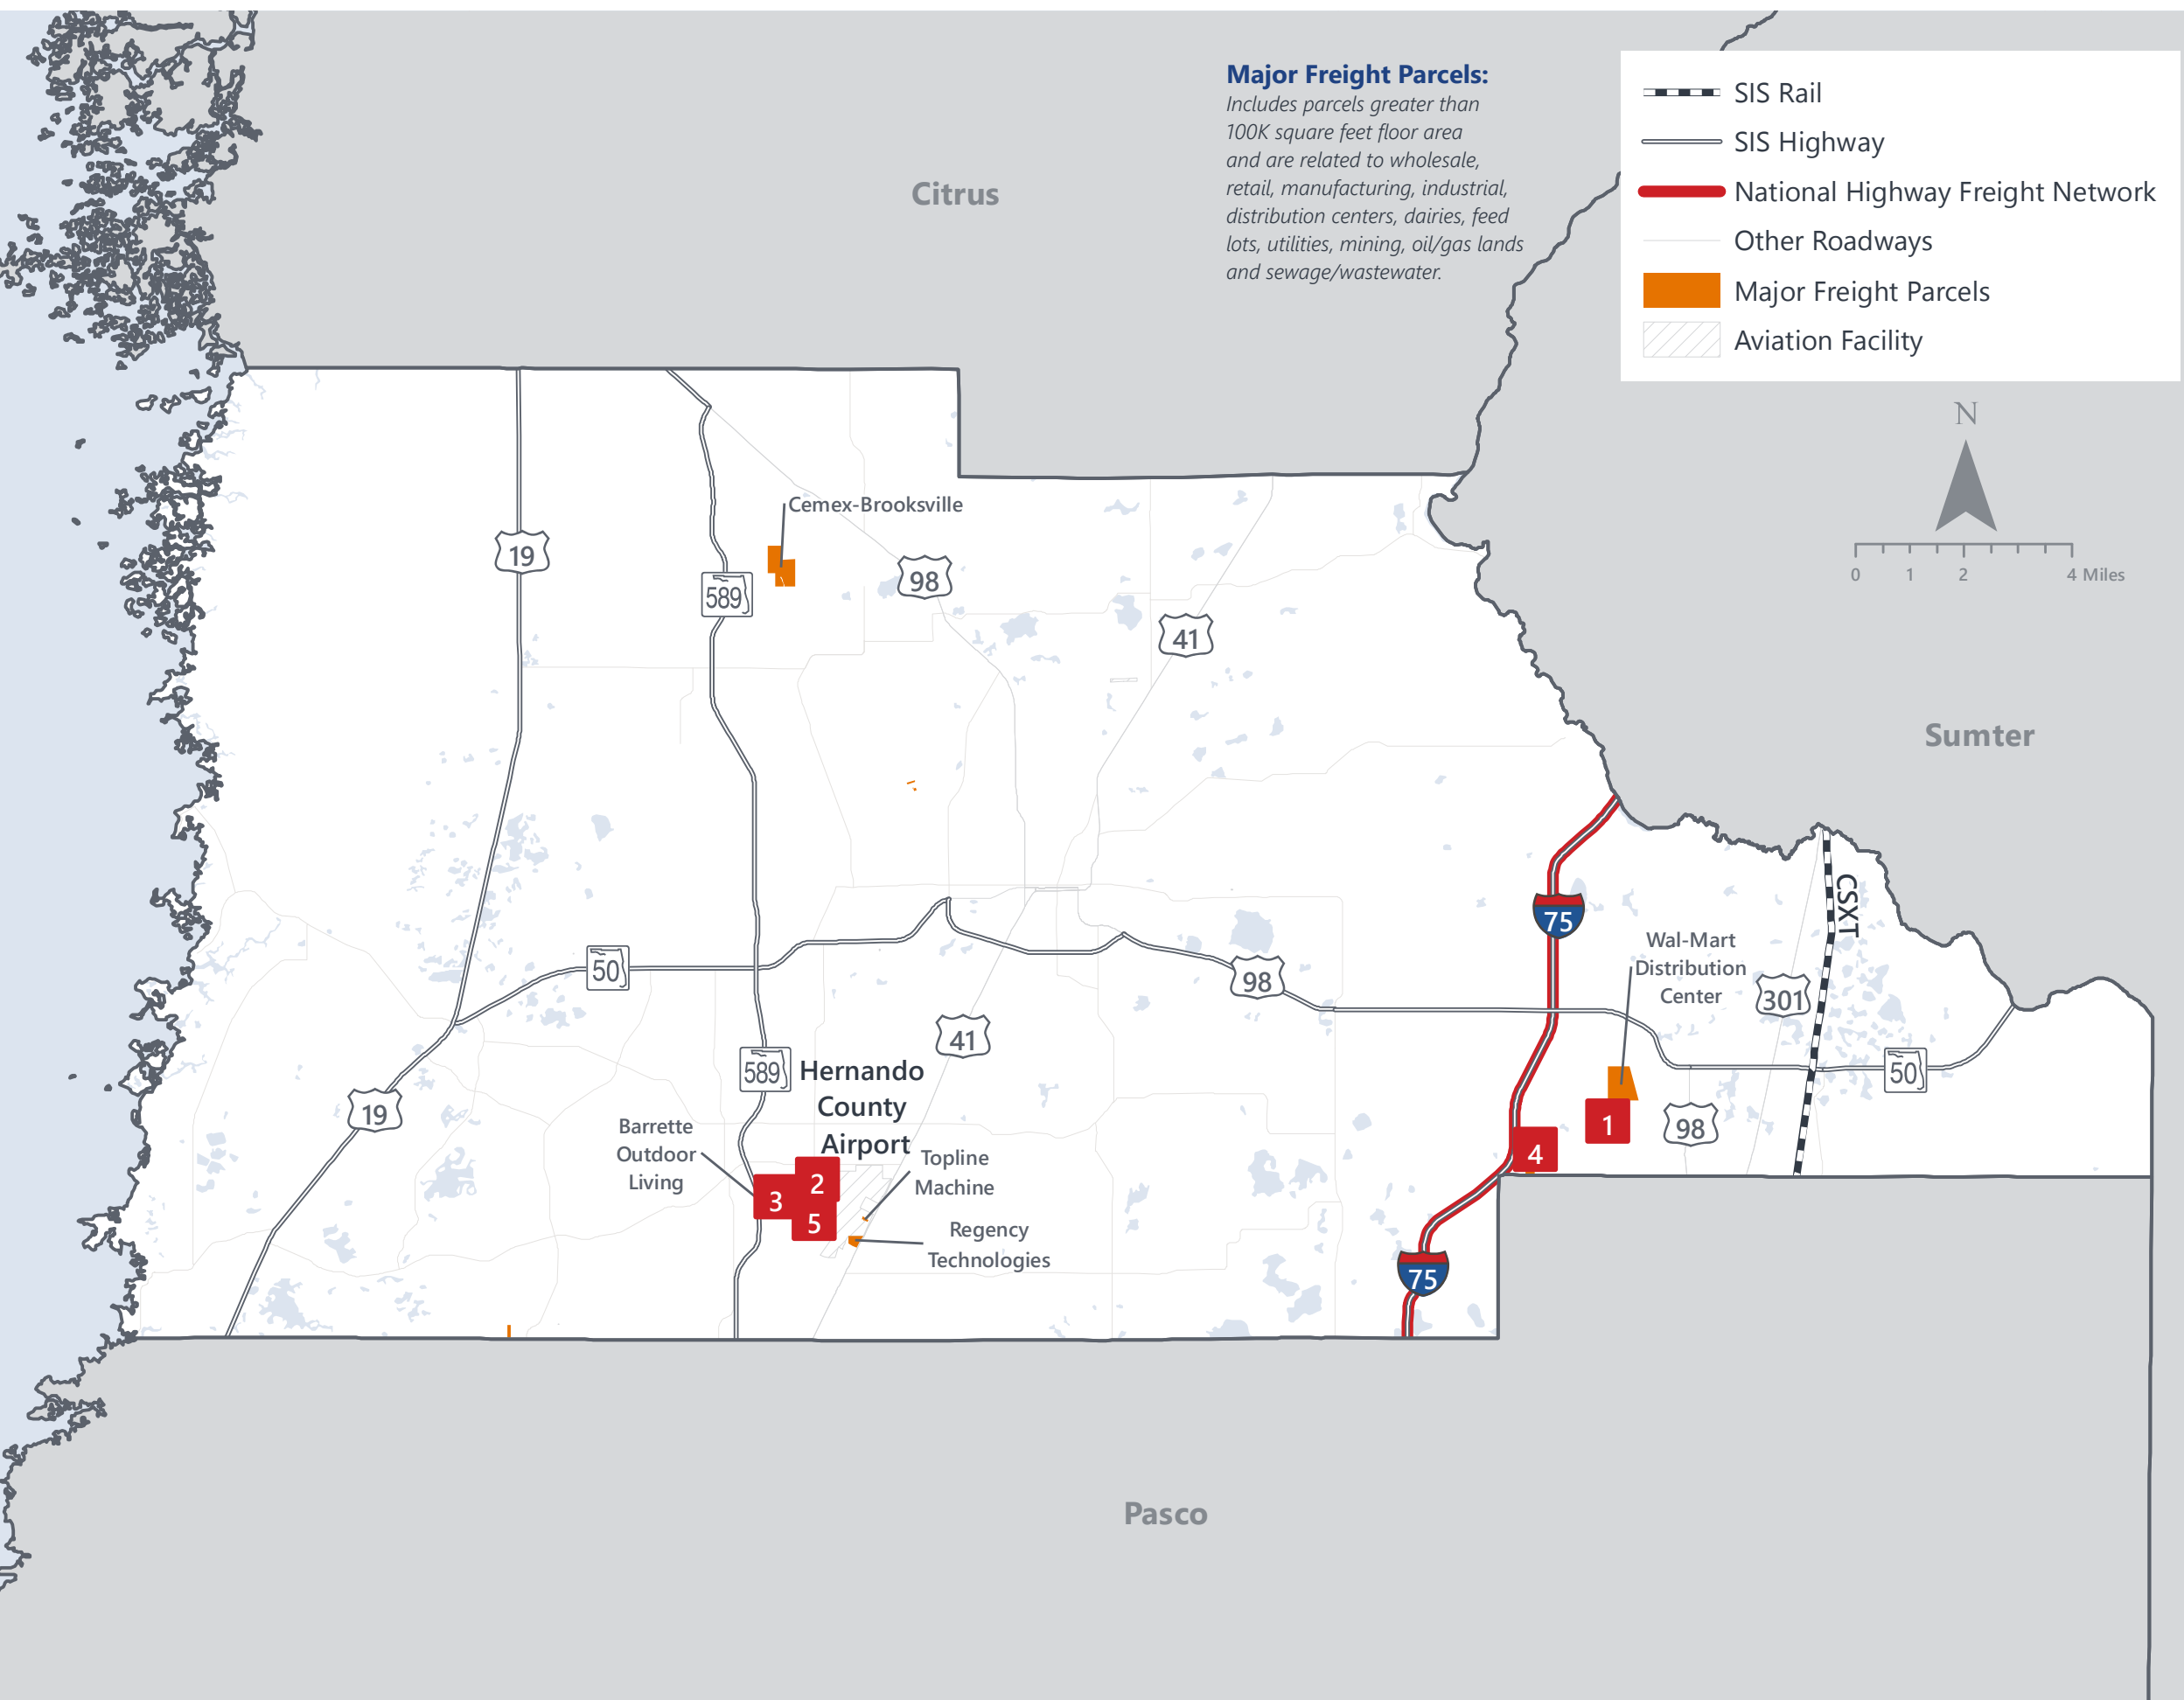 Major Freight Parcels:
Includes parcels greater than
100K square feet floor area
and are related to wholesale,
retail, manufacturing, industrial,
distribution centers, dairies, feed
lots, utilities, mining, oil/gas lands
and sewage/wastewater.
SIS Rail
SIS Highway
National Highway Freight Network
Other Roadways
Major Freight Parcels
Aviation Facility
Citrus
N
0 1 2 4 Miles
Cemex-Brooksville
19
98
589
41
Sumter
75
CSXT
Wal-Mart
Distribution
Center
50
98
301
41
589
Hernando
County
Airport
50
19
Barrette
Outdoor
Living
1
98
4
Topline
Machine
2
3
5
Regency
Technologies
75
Pasco